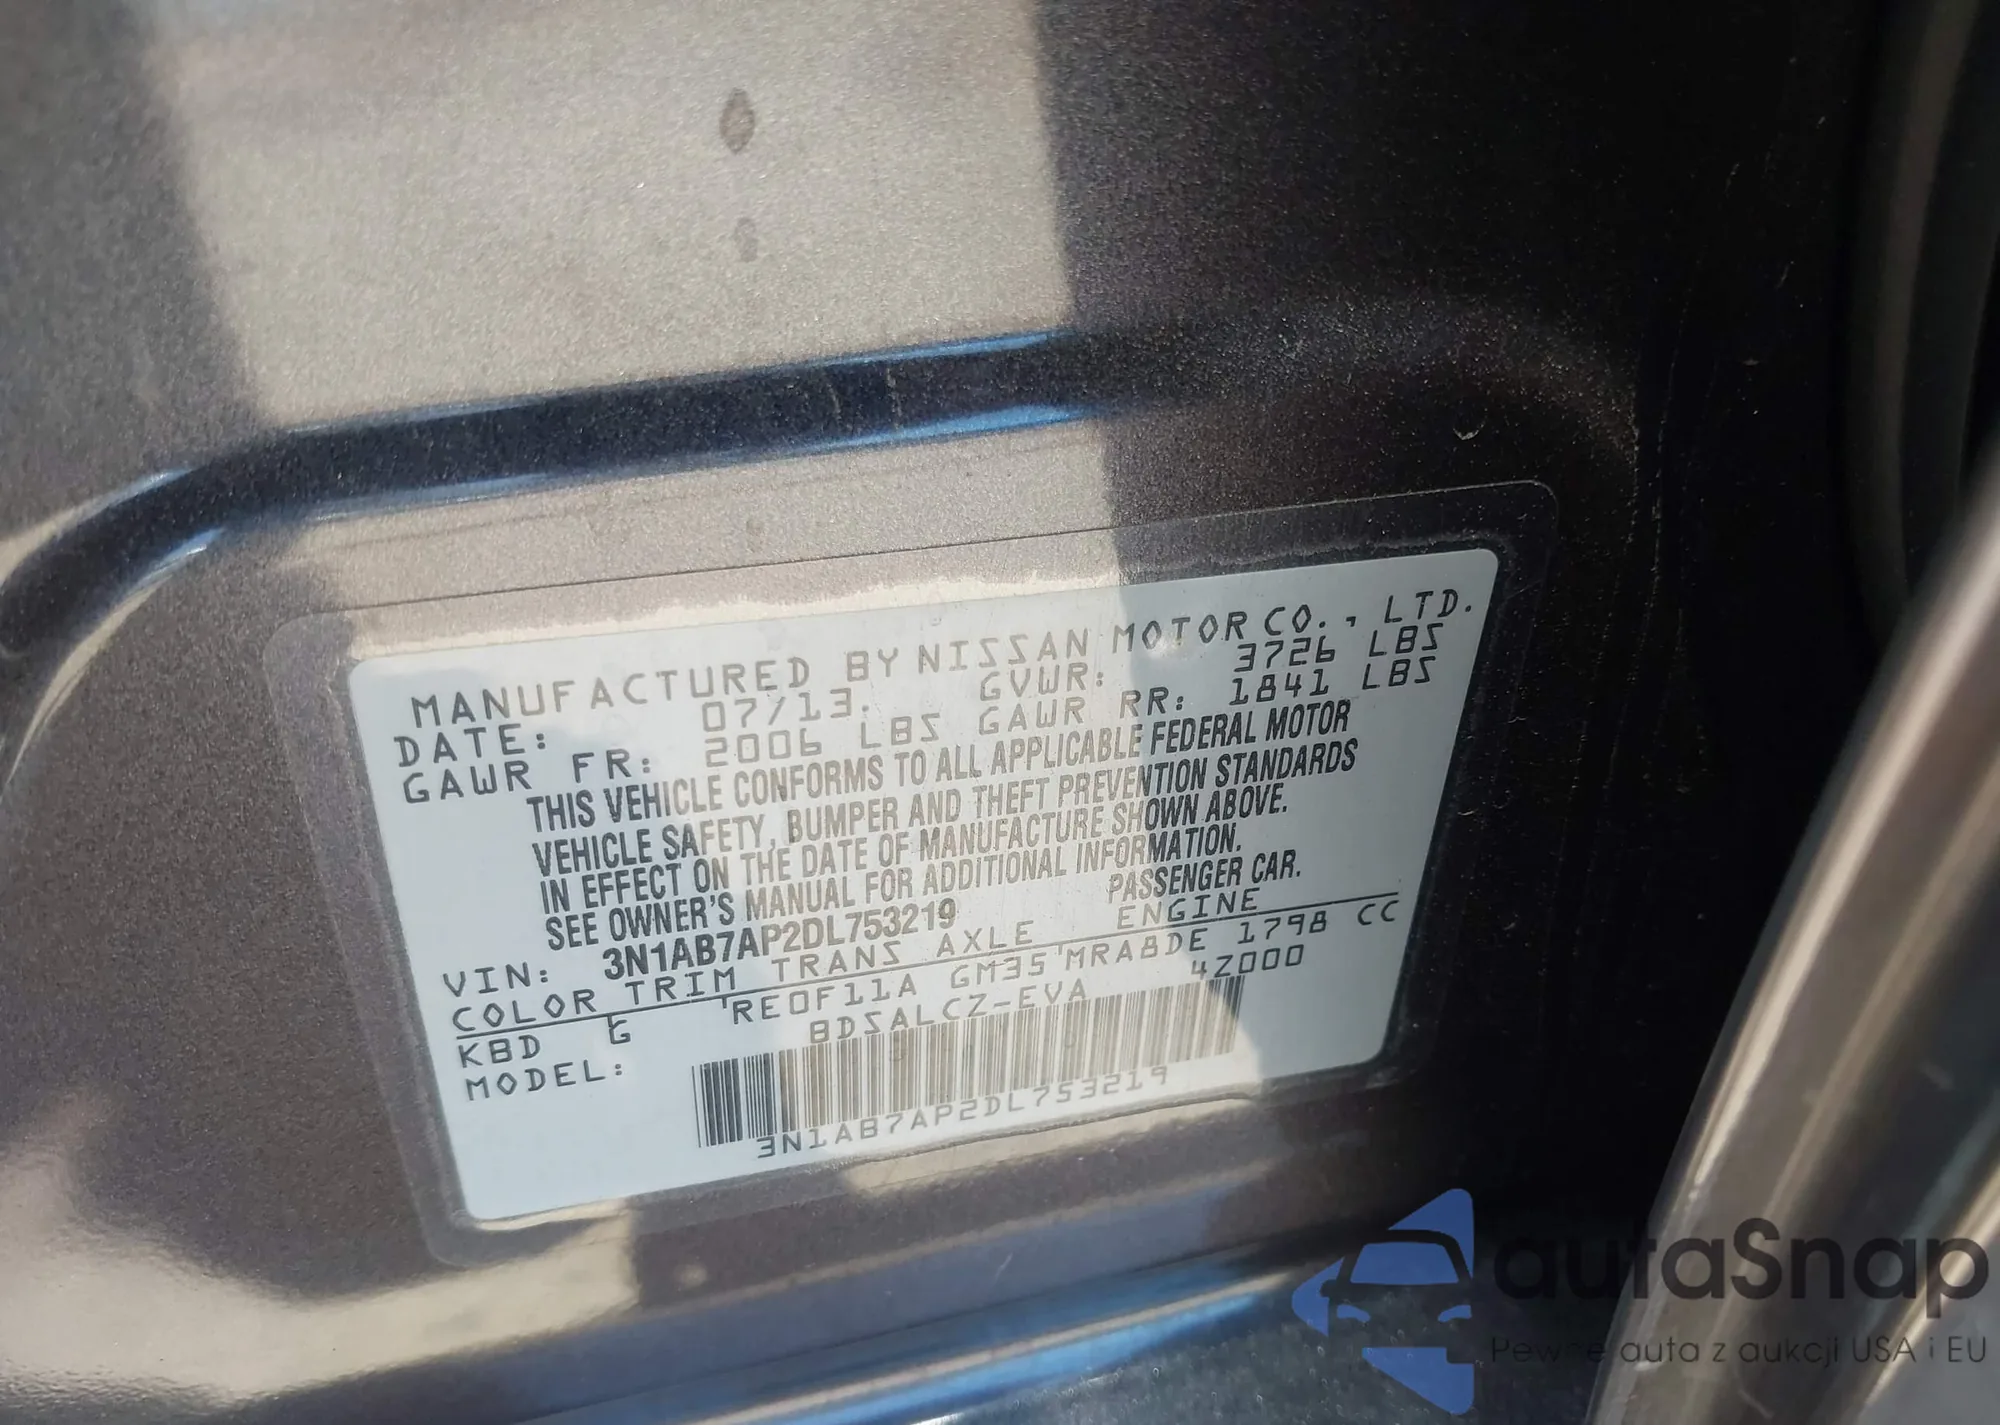 MANUFACTURED BY NISSAN MOTOR CO., LTD.
DATE: 07/13. GVWR: 3726 LBS
GAWR FR: 2006 LBS GAWR RR: 1841 LBS
THIS VEHICLE CONFORMS TO ALL APPLICABLE FEDERAL MOTOR
VEHICLE SAFETY, BUMPER AND THEFT PREVENTION STANDARDS
IN EFFECT ON THE DATE OF MANUFACTURE SHOWN ABOVE.
SEE OWNER'S MANUAL FOR ADDITIONAL INFORMATION.
VIN: 3N1AB7AP2DL753219 PASSENGER CAR.
COLOR TRIM TRANS AXLE ENGINE
KBD G RE0F11A GM35 MRA8DE 1798 CC
MODEL: BDSALCZ-EVA 4Z000
3N1AB7AP2DL753219
autaSnap
Pewne auta z aukcji USA i EU